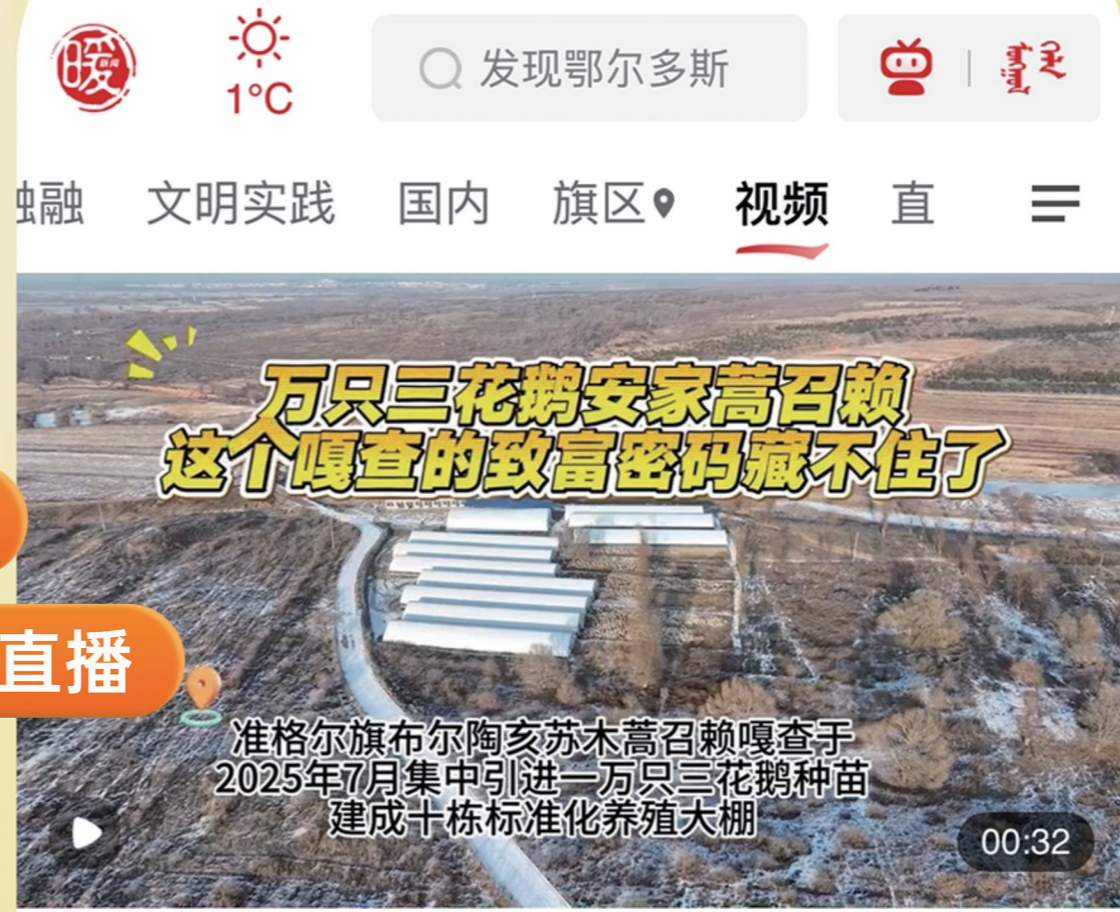 暖新闻
1°C
发现鄂尔多斯
融融 文明实践 国内 旗区 视频 直
万只三花鹅安家蒿召赖
这个嘎查的致富密码藏不住了
直播
准格尔旗布尔陶亥苏木蒿召赖嘎查于
2025年7月集中引进一万只三花鹅种苗
建成十栋标准化养殖大棚
00:32